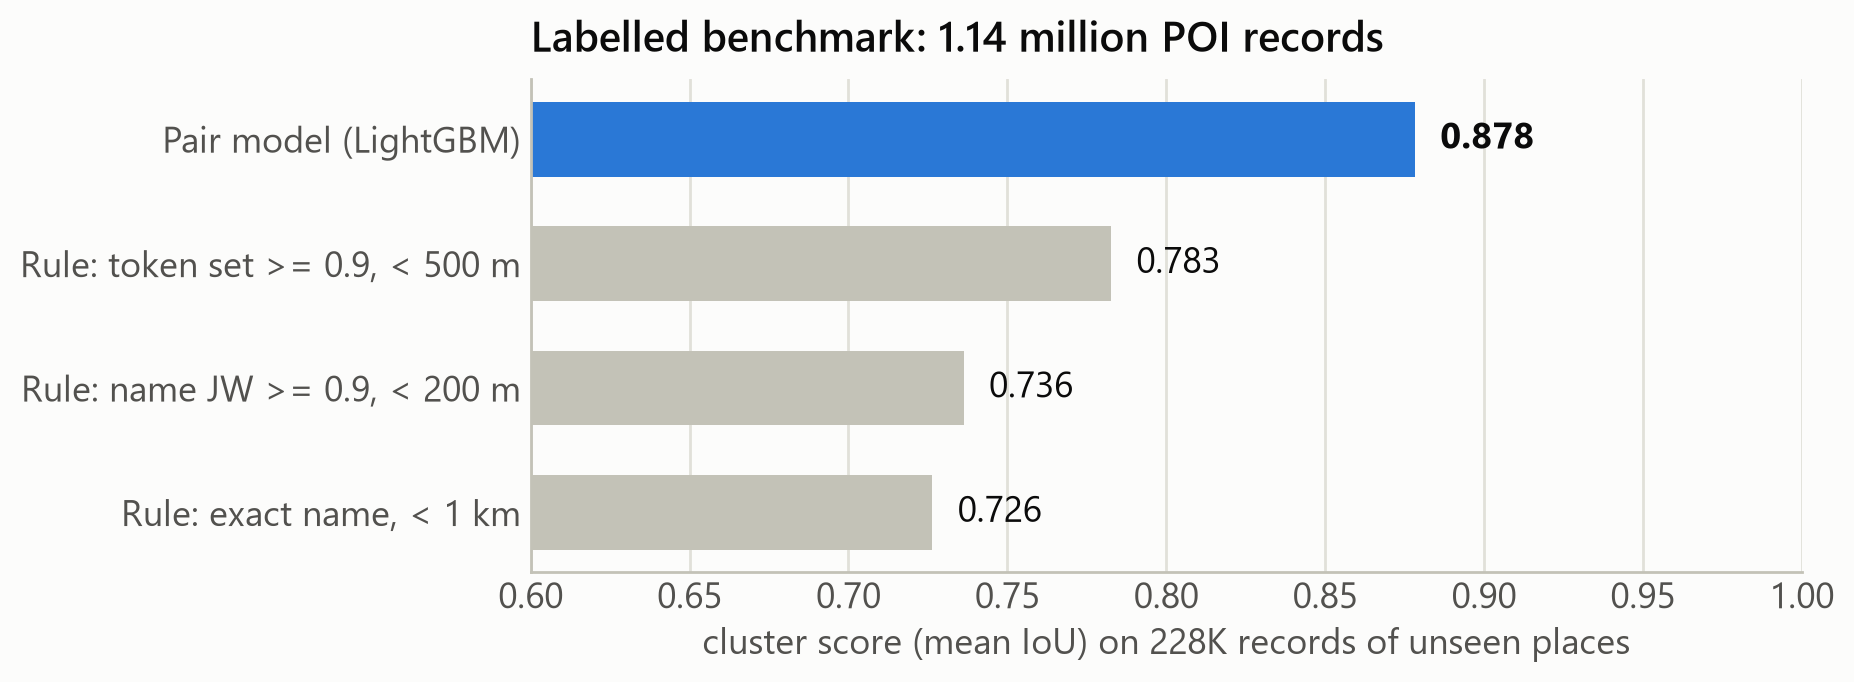 Labelled benchmark: 1.14 million POI records
Pair model (LightGBM)
0.878
Rule: token set >= 0.9, < 500 m
0.783
Rule: name JW >= 0.9, < 200 m
0.736
Rule: exact name, < 1 km
0.726
0.60 0.65 0.70 0.75 0.80 0.85 0.90 0.95 1.00
cluster score (mean IoU) on 228K records of unseen places